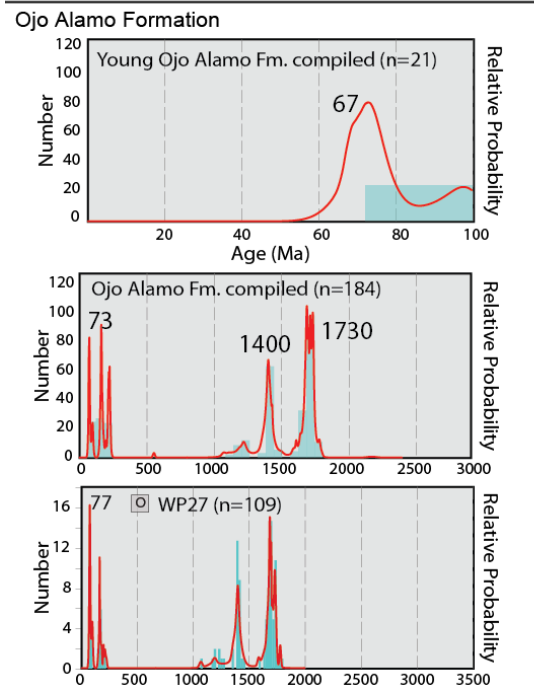 Ojo Alamo Formation
120
100
80
60
40
20
0
Number
Young Ojo Alamo Fm. compiled (n=21)
67
Relative Probability
20 40 60 80 100
Age (Ma)
120
100
80
60
40
20
0
Number
Ojo Alamo Fm. compiled (n=184)
73
1400
1730
Relative Probability
0 500 1000 1500 2000 2500 3000
16
12
8
4
0
Number
77
O WP27 (n=109)
Relative Probability
0 500 1000 1500 2000 2500 3000 3500